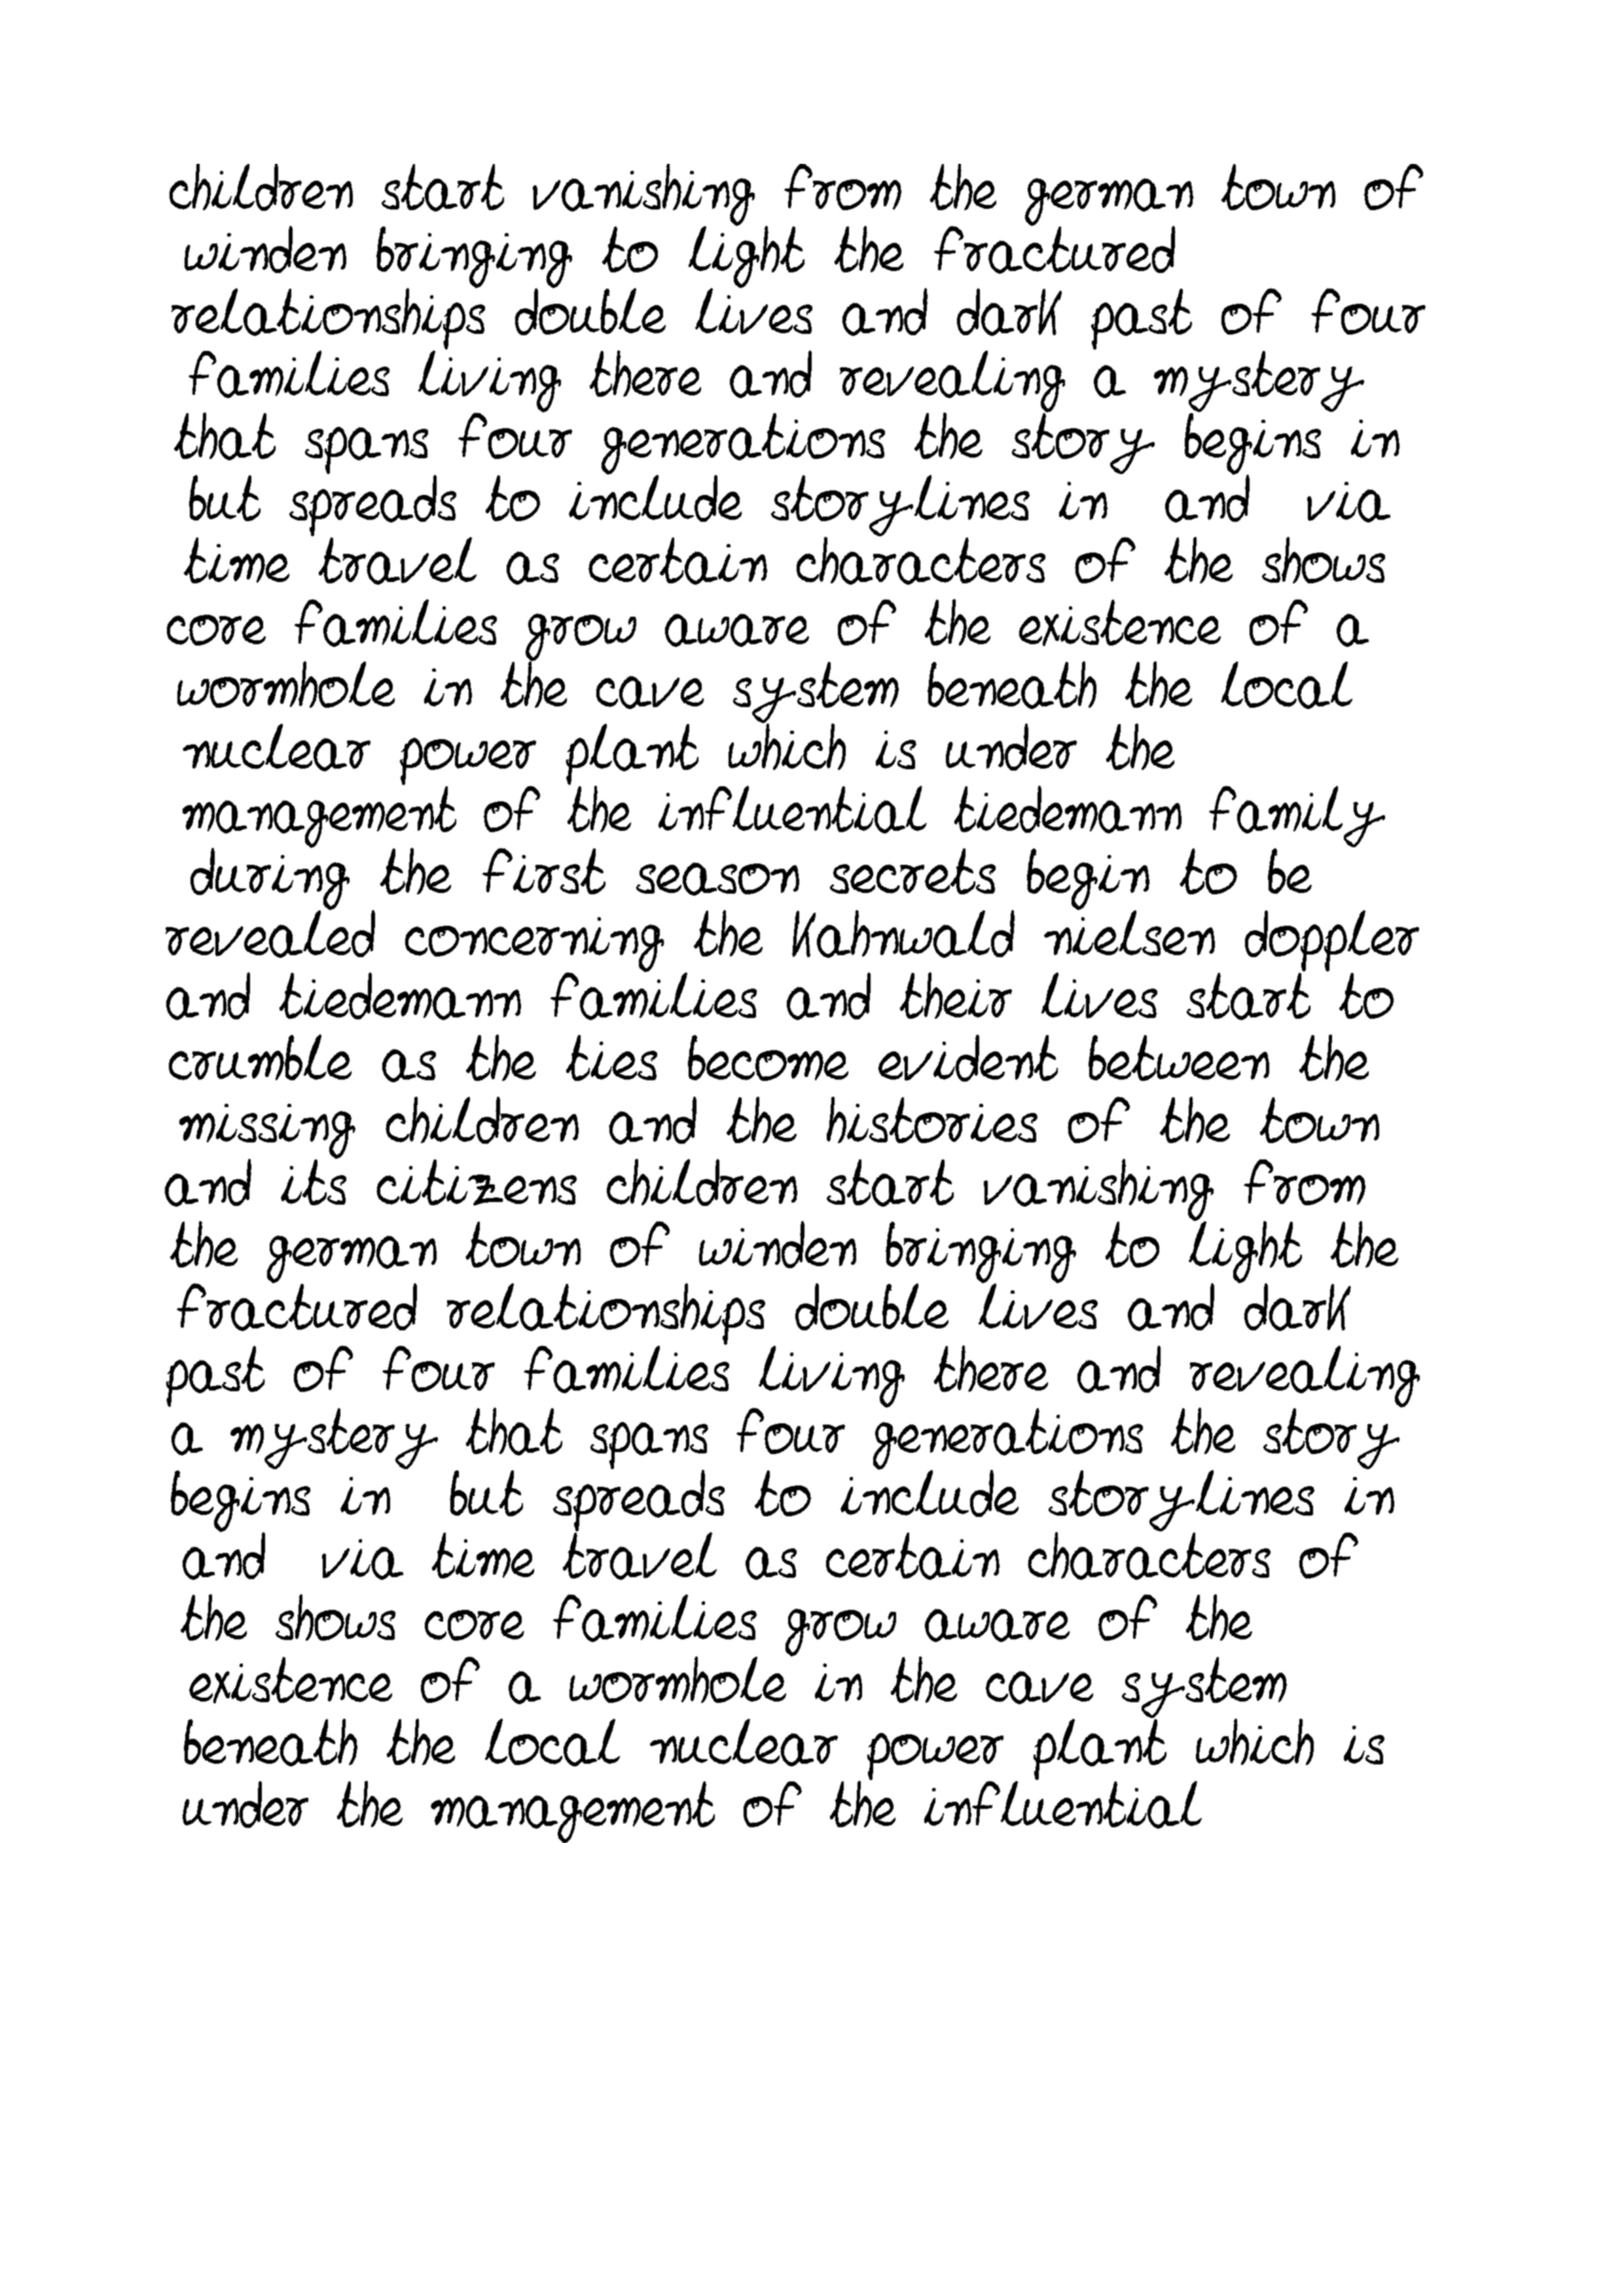 children start vanishing from the german town of
winden bringing to light the fractured
relationships double lives and dark past of four
families living there and revealing a mystery
that spans four generations the story begins in
but spreads to include storylines in and via
time travel as certain characters of the shows
core families grow aware of the existence of a
wormhole in the cave system beneath the local
nuclear power plant which is under the
management of the influential tiedemann family
during the first season secrets begin to be
revealed concerning the kahnwald nielsen doppler
and tiedemann families and their lives start to
crumble as the ties become evident between the
missing children and the histories of the town
and its citizens children start vanishing from
the german town of winden bringing to light the
fractured relationships double lives and dark
past of four families living there and revealing
a mystery that spans four generations the story
begins in but spreads to include storylines in
and via time travel as certain characters of
the shows core families grow aware of the
existence of a wormhole in the cave system
beneath the local nuclear power plant which is
under the management of the influential